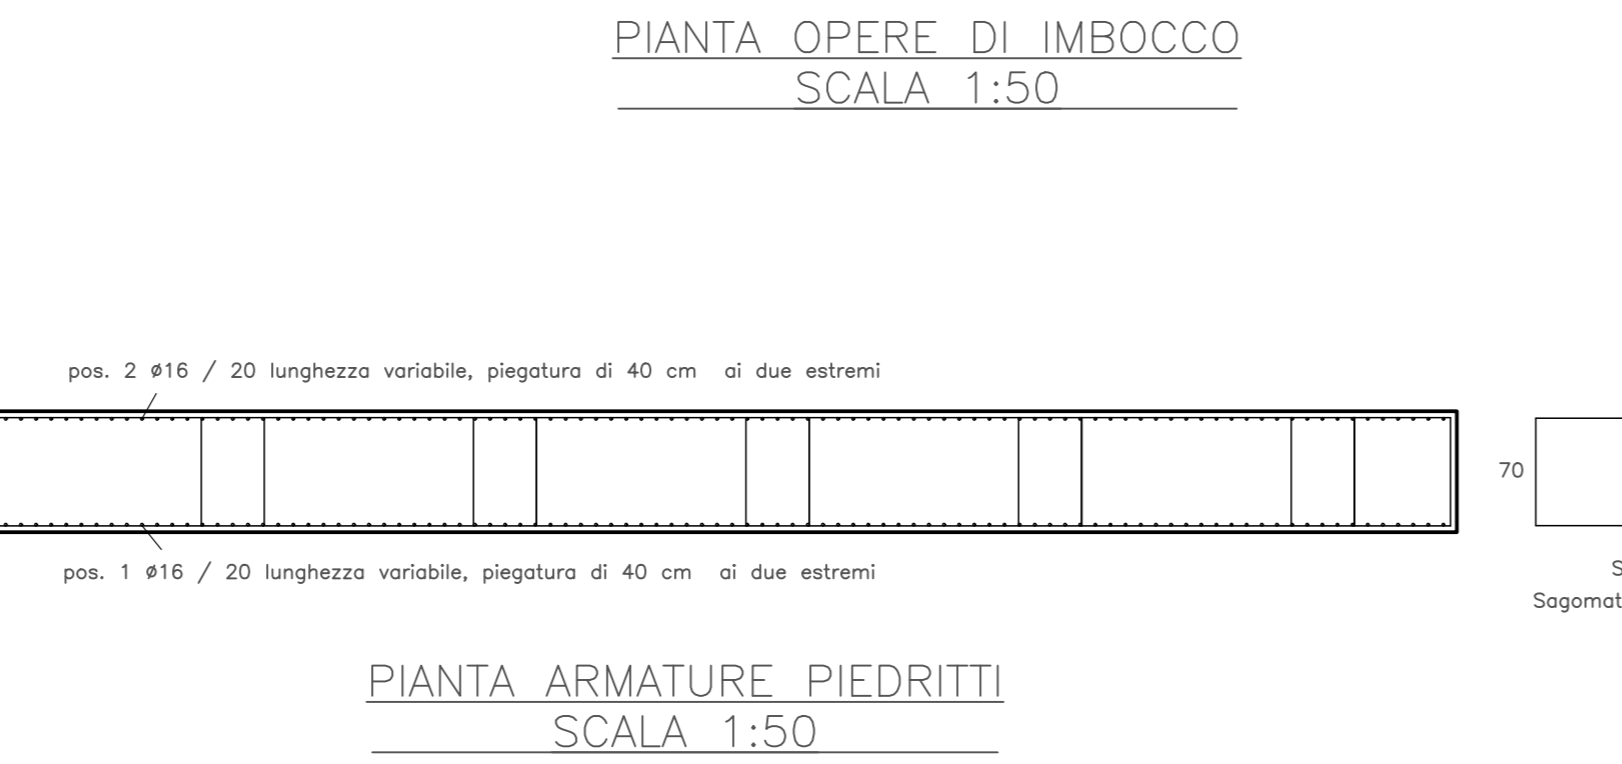 PIANTA OPERE DI IMBOCCO
SCALA 1:50
pos. 2 ø16 / 20 lunghezza variabile, piegatura di 40 cm ai due estremi
70
pos. 1 ø16 / 20 lunghezza variabile, piegatura di 40 cm ai due estremi
S
Sagomat
PIANTA ARMATURE PIEDRITTI
SCALA 1:50